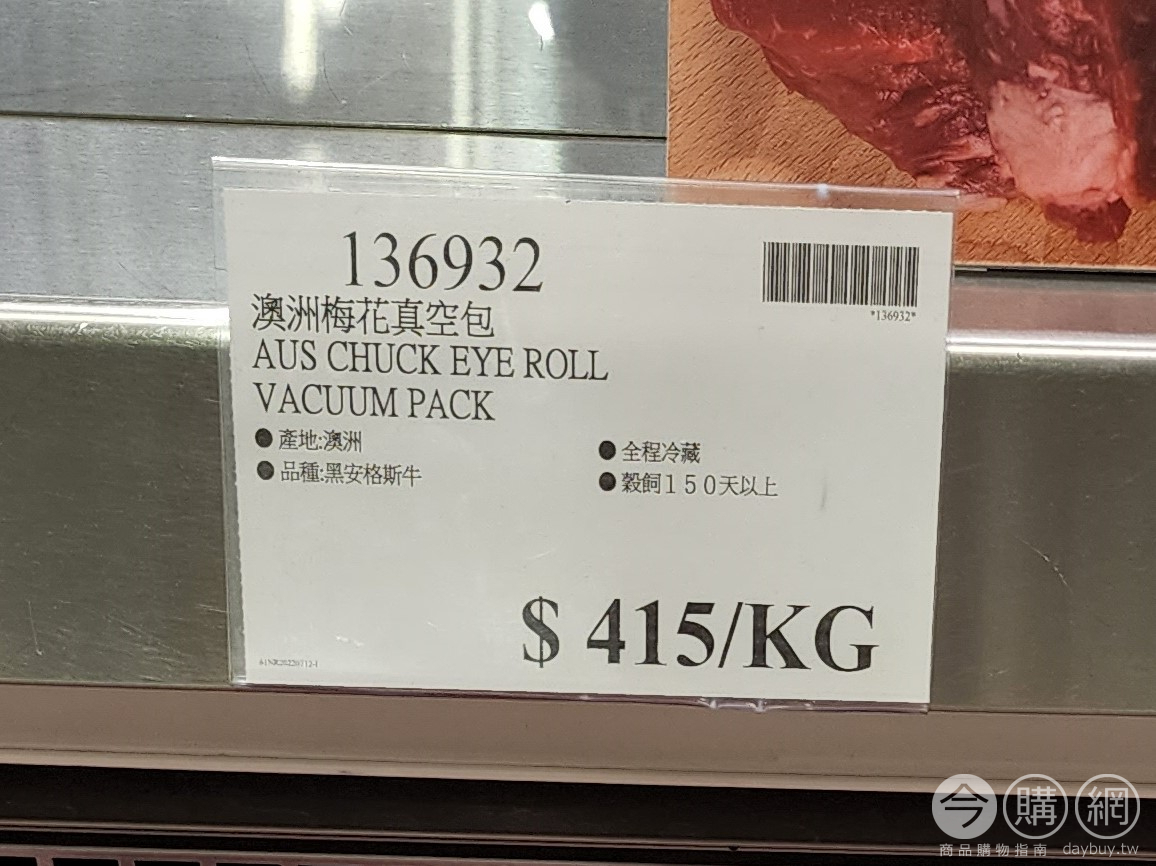 136932
*136932*
澳洲梅花真空包
AUS CHUCK EYE ROLL
VACUUM PACK
●產地:澳洲
●品種:黑安格斯牛
●全程冷藏
●穀飼150天以上
$ 415/KG
今購網
商品購物指南 daybuy.tw